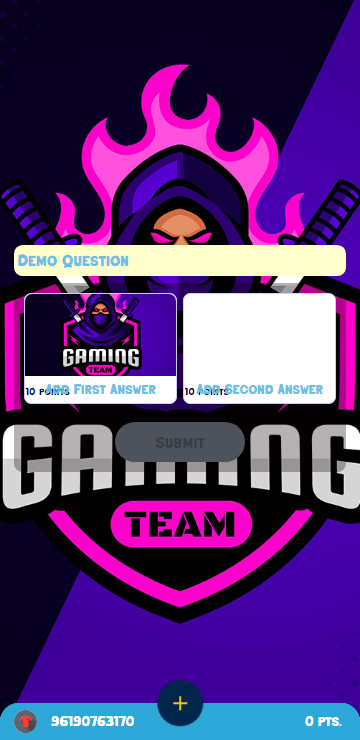 Demo Question
GAMING
TEAM
10 POINTS
Add First Answer
10 POINTS
Add Second Answer
Submit
GAMING
TEAM
+
96190763170
0 PTS.